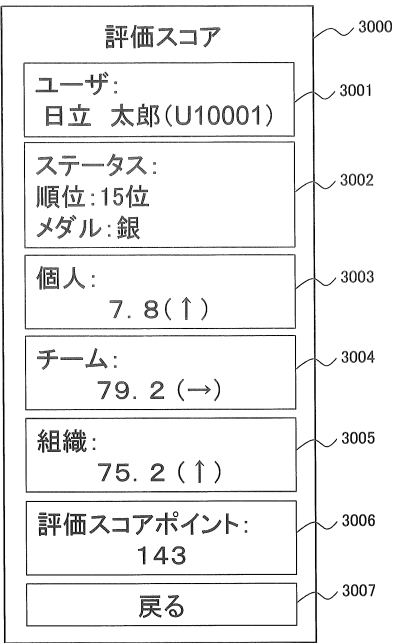 評価スコア
3000
ユーザ:
日立 太郎(U10001)
3001
ステータス:
順位:15位
メダル:銀
3002
個人:
7.8(↑)
3003
チーム:
79.2(→)
3004
組織:
75.2(↑)
3005
評価スコアポイント:
143
3006
戻る
3007